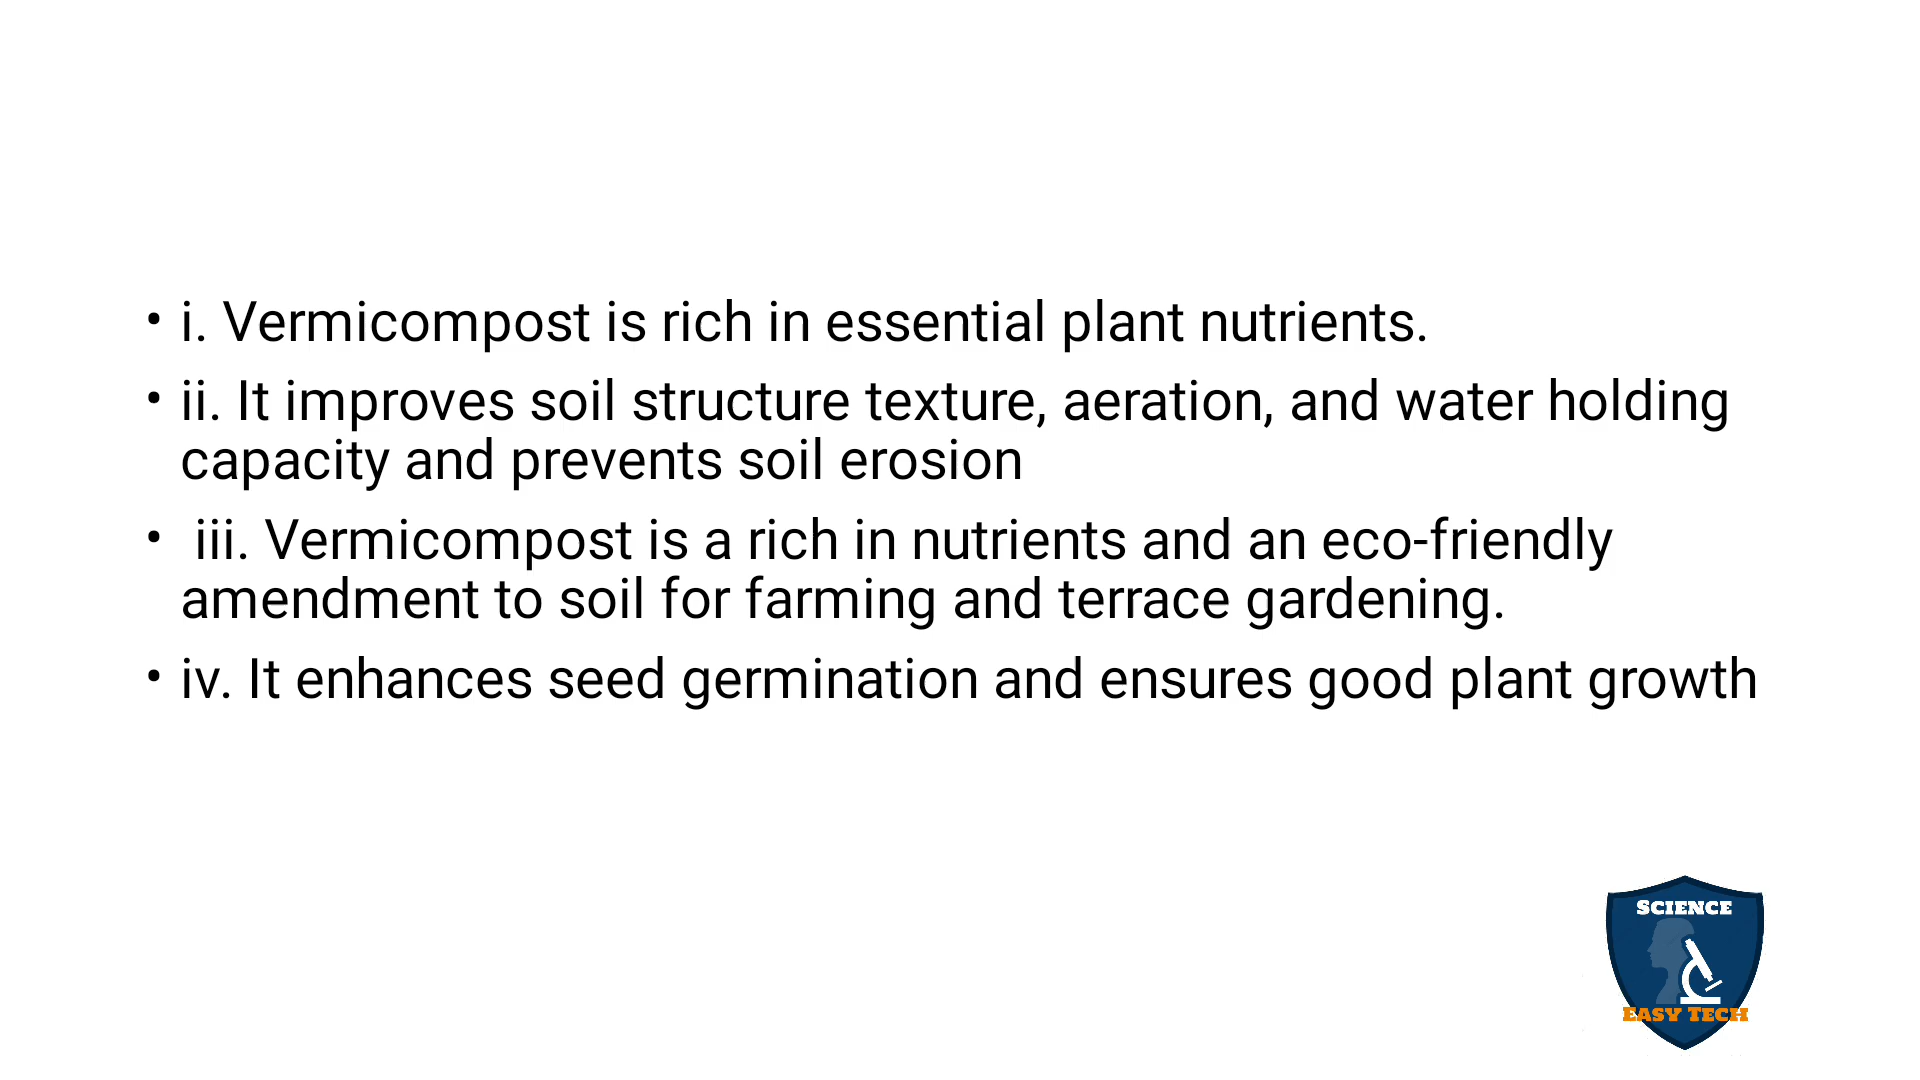 • i. Vermicompost is rich in essential plant nutrients.
• ii. It improves soil structure texture, aeration, and water holding
capacity and prevents soil erosion
• iii. Vermicompost is a rich in nutrients and an eco-friendly
amendment to soil for farming and terrace gardening.
• iv. It enhances seed germination and ensures good plant growth
SCIENCE
EASY TECH